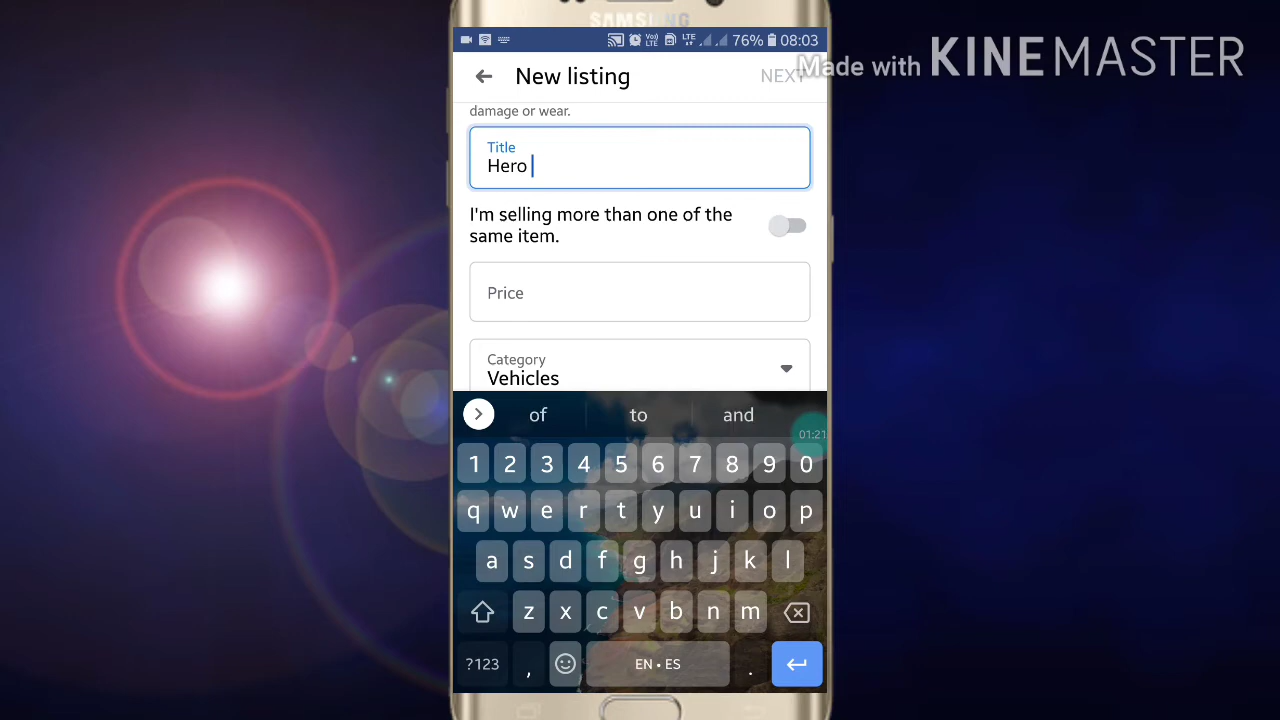 SAMSUNG
VoLTE LTE 76% 08:03
Made with KINEMASTER
New listing
NEXT
damage or wear.
Title
Hero
I'm selling more than one of the
same item.
Price
Category
Vehicles
of to and
01:21
1 2 3 4 5 6 7 8 9 0
q w e r t y u i o p
a s d f g h j k l
z x c v b n m
?123 , EN • ES .